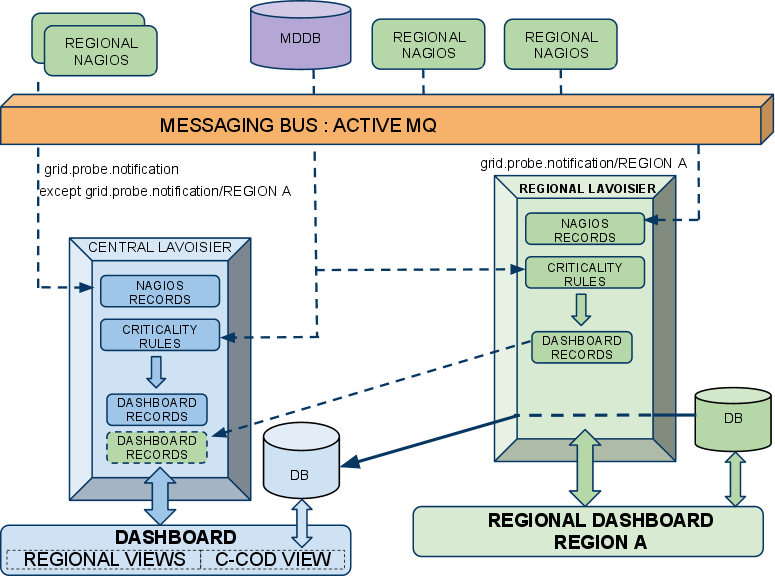 REGIONAL
NAGIOS
MDDB
REGIONAL
NAGIOS
REGIONAL
NAGIOS
MESSAGING BUS : ACTIVE MQ
grid.probe.notification
except grid.probe.notification/REGION A
grid.probe.notification/REGION A
REGIONAL LAVOISIER
NAGIOS
RECORDS
CRITICALITY
RULES
DASHBOARD
RECORDS
CENTRAL LAVOISIER
NAGIOS
RECORDS
CRITICALITY
RULES
DASHBOARD
RECORDS
DASHBOARD
RECORDS
DB
DB
DASHBOARD
REGIONAL VIEWS
C-COD VIEW
REGIONAL DASHBOARD
REGION A